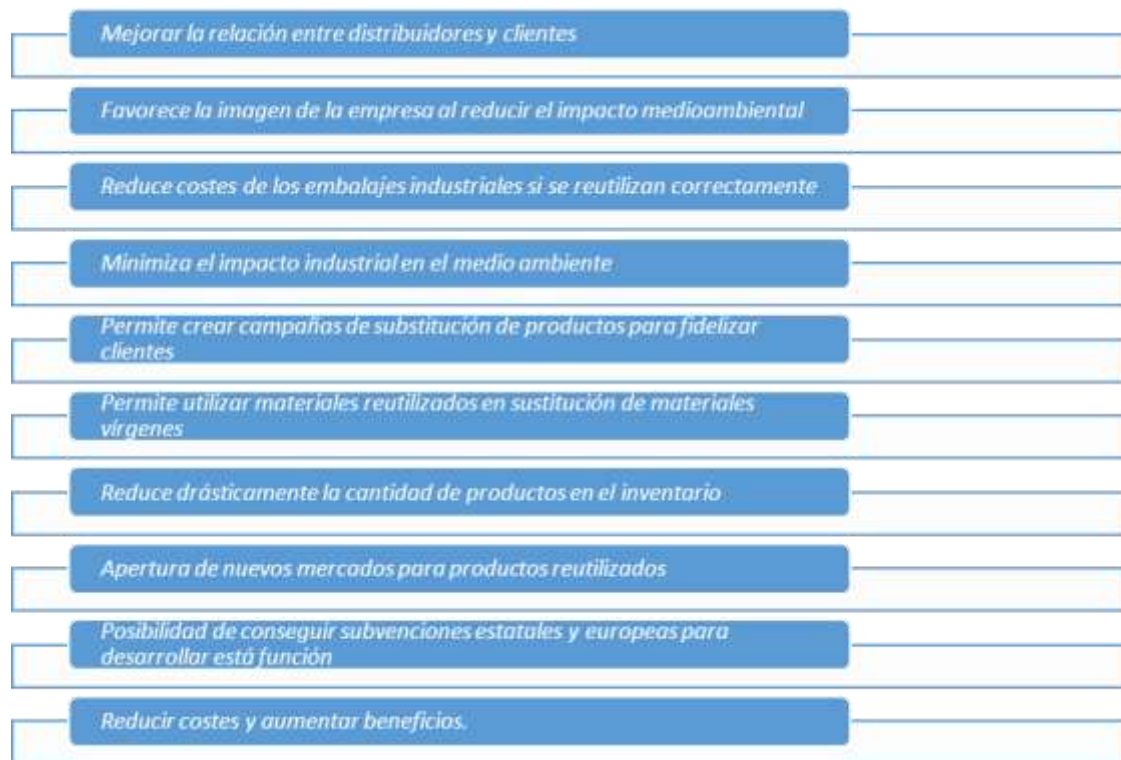 Mejorar la relación entre distribuidores y clientes
Favorece la imagen de la empresa al reducir el impacto medioambiental
Reduce costes de los embalajes industriales si se reutilizan correctamente
Minimiza el impacto industrial en el medio ambiente
Permite crear campañas de substitución de productos para fidelizar
clientes
Permite utilizar materiales reutilizados en sustitución de materiales
vírgenes
Reduce drásticamente la cantidad de productos en el inventario
Apertura de nuevos mercados para productos reutilizados
Posibilidad de conseguir subvenciones estatales y europeas para
desarrollar está función
Reducir costes y aumentar beneficios.